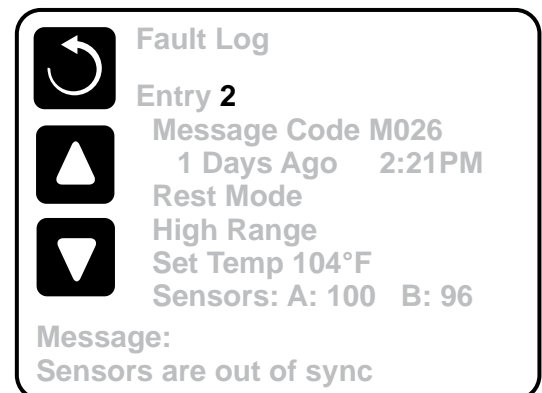 Fault Log
Entry 2
Message Code M026
1 Days Ago 2:21PM
Rest Mode
High Range
Set Temp 104°F
Sensors: A: 100 B: 96
Message:
Sensors are out of sync